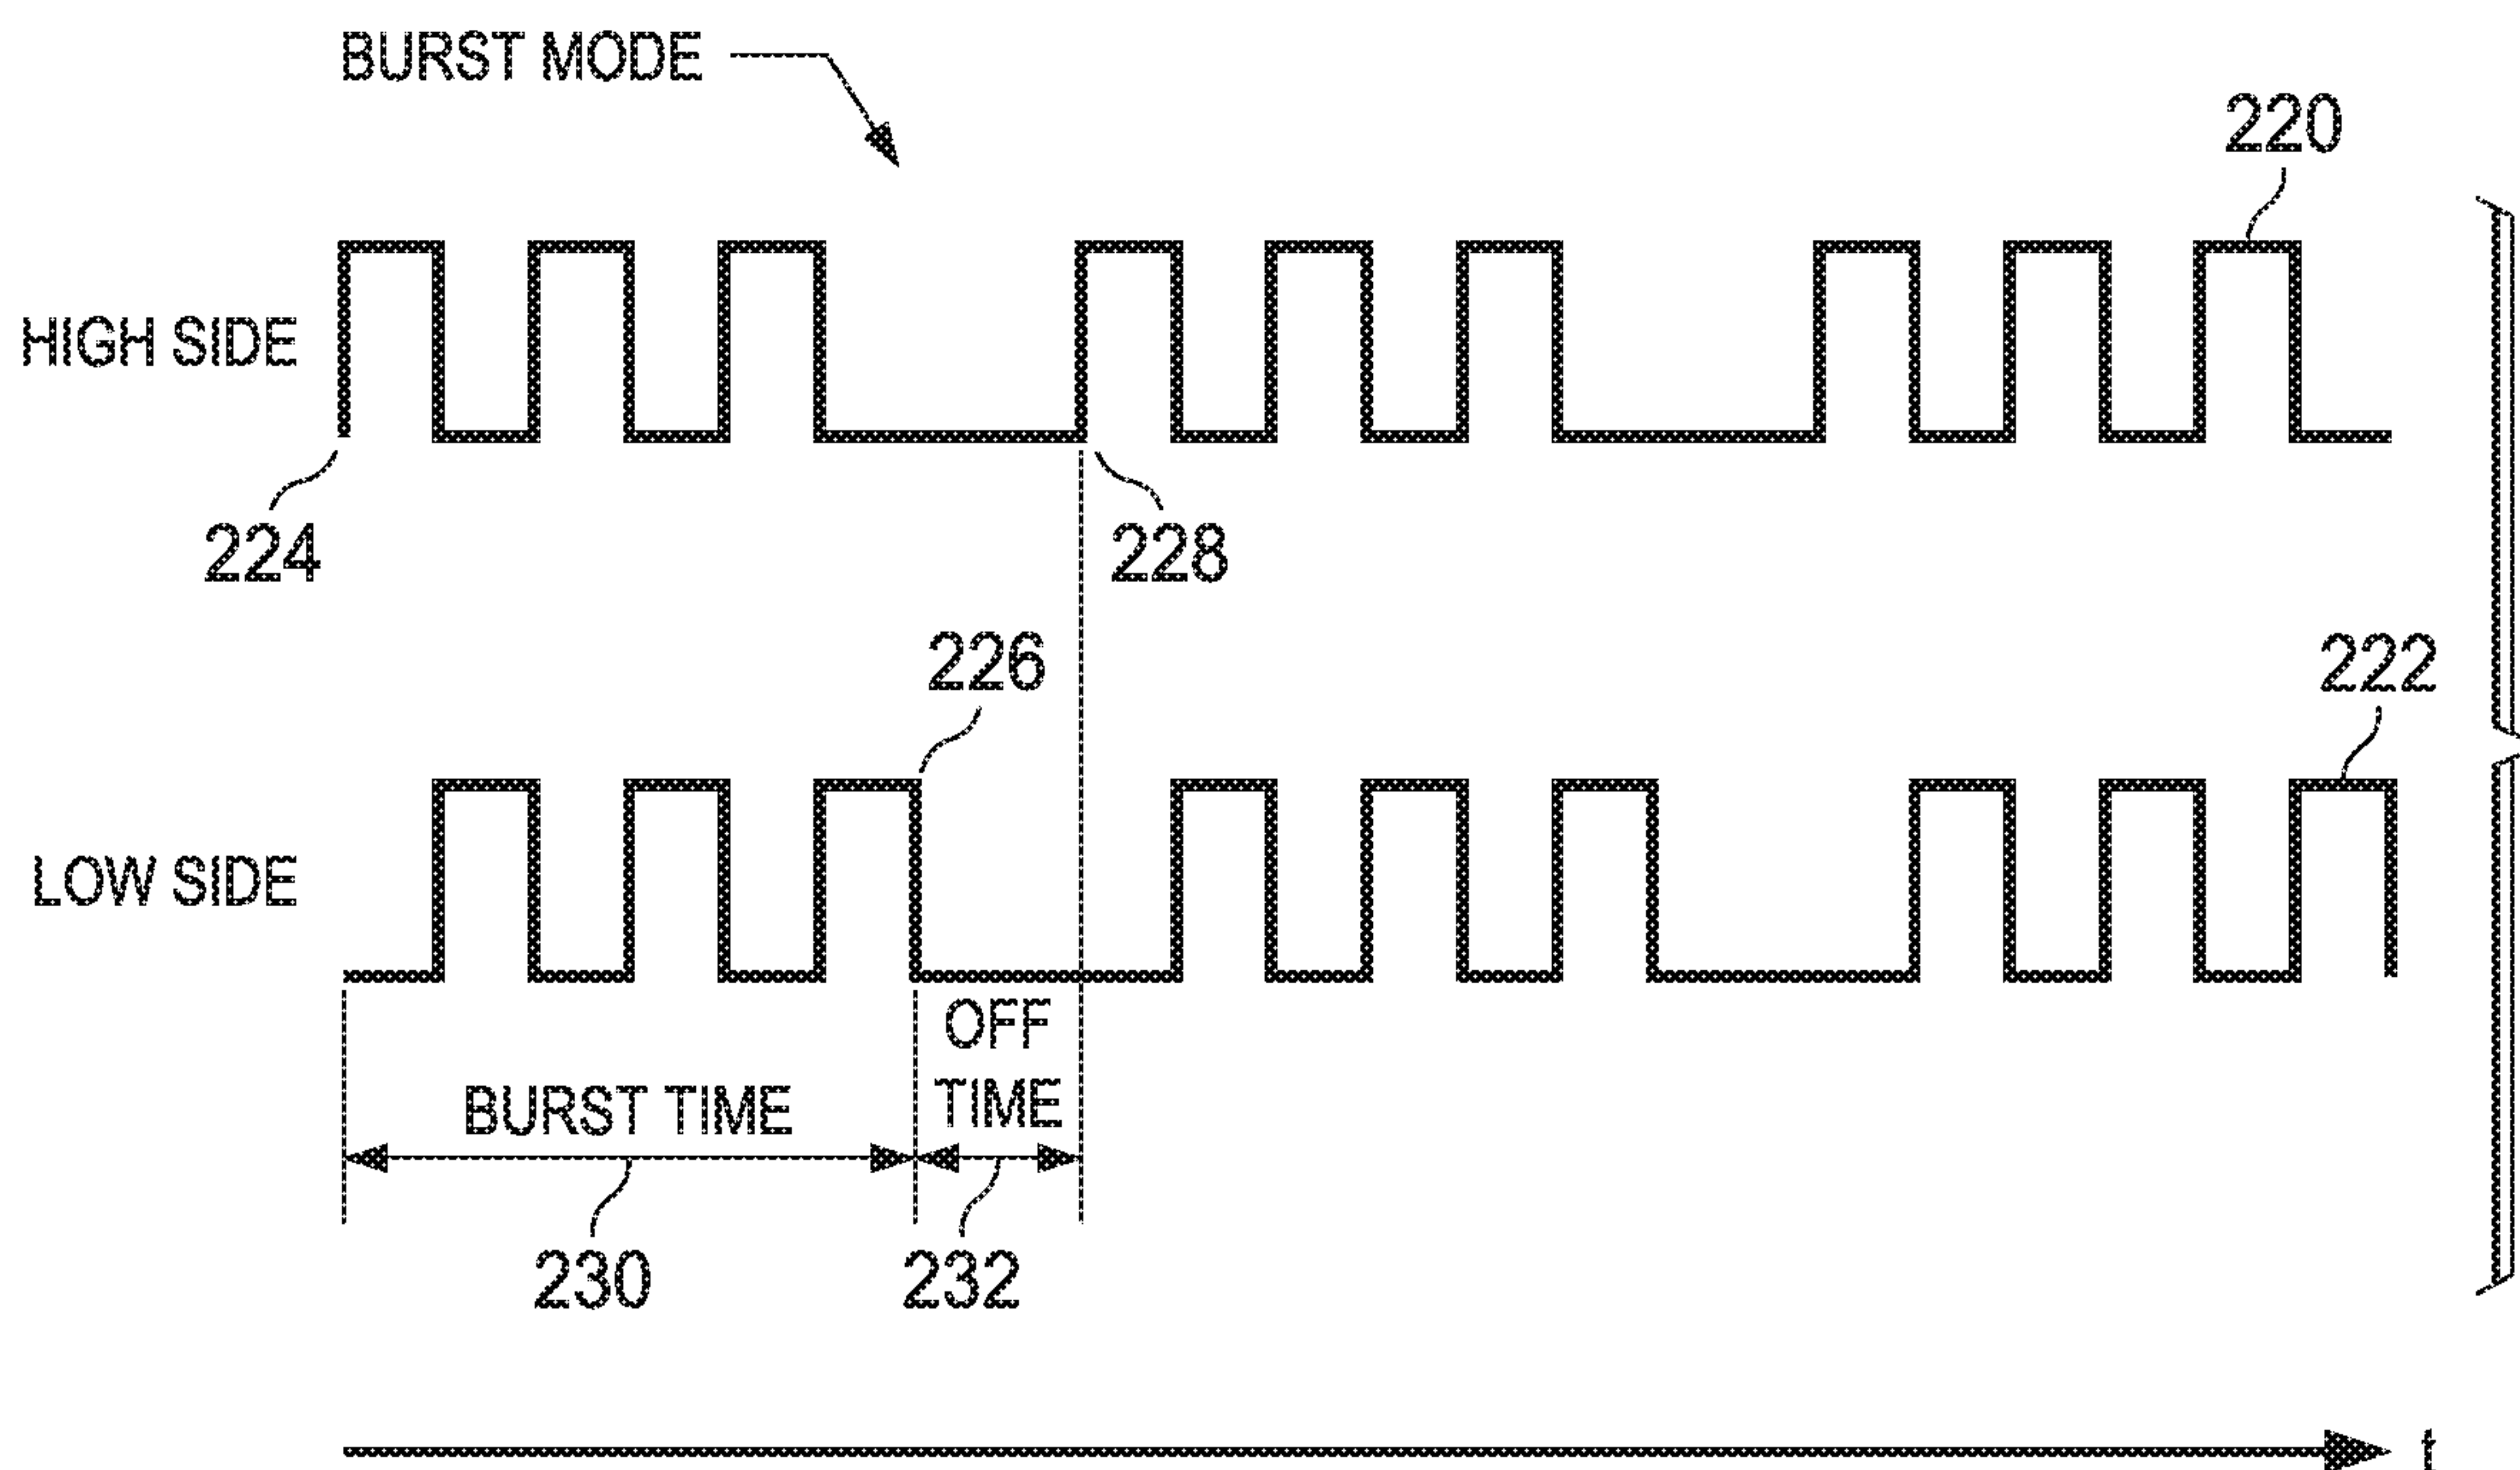 BURST MODE
220
HIGH SIDE
224
228
226
222
LOW SIDE
OFF
TIME
BURST TIME
230
232
t